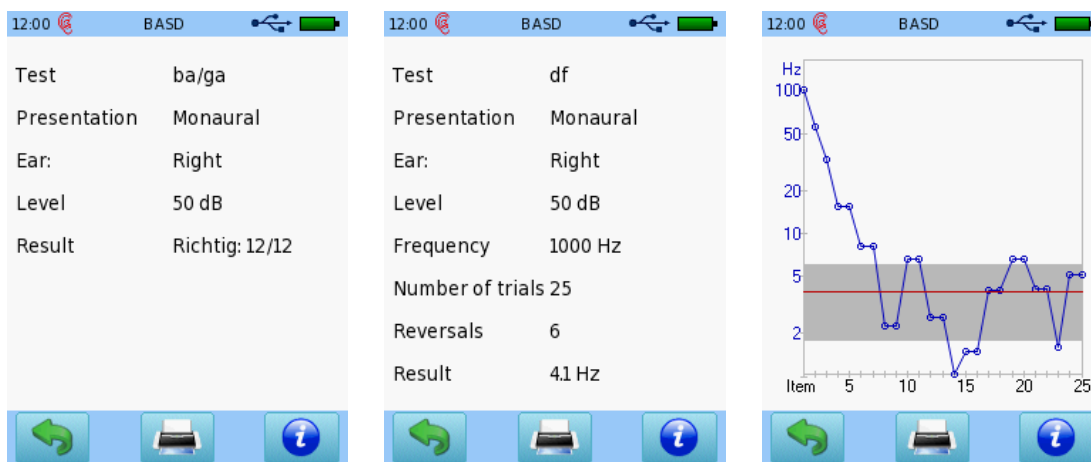 12:00 BASD
Test ba/ga
Presentation Monaural
Ear: Right
Level 50 dB
Result Richtig: 12/12
12:00 BASD
Test df
Presentation Monaural
Ear: Right
Level 50 dB
Frequency 1000 Hz
Number of trials 25
Reversals 6
Result 4.1 Hz
12:00 BASD
Hz
100
50
20
10
5
2
Item 5 10 15 20 25